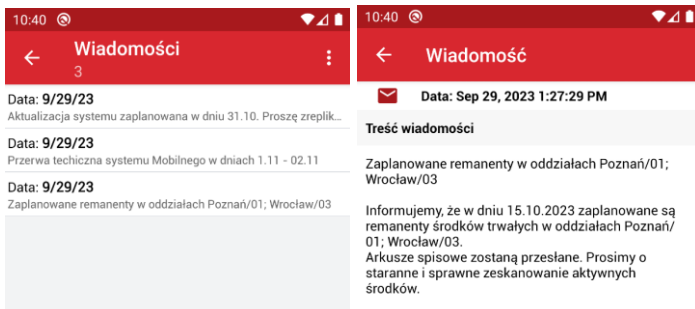 10:40
Wiadomości
3
Data: 9/29/23
Aktualizacja systemu zaplanowana w dniu 31.10. Proszę zreplik...
Data: 9/29/23
Przerwa techiczna systemu Mobilnego w dniach 1.11 - 02.11
Data: 9/29/23
Zaplanowane remanenty w oddziałach Poznań/01; Wrocław/03
10:40
Wiadomość
Data: Sep 29, 2023 1:27:29 PM
Treść wiadomości
Zaplanowane remanenty w oddziałach Poznań/01;
Wrocław/03
Informujemy, że w dniu 15.10.2023 zaplanowane są
remanenty środków trwałych w oddziałach Poznań/
01; Wrocław/03.
Arkusze spisowe zostaną przesłane. Prosimy o
staranne i sprawne zeskanowanie aktywnych
środków.